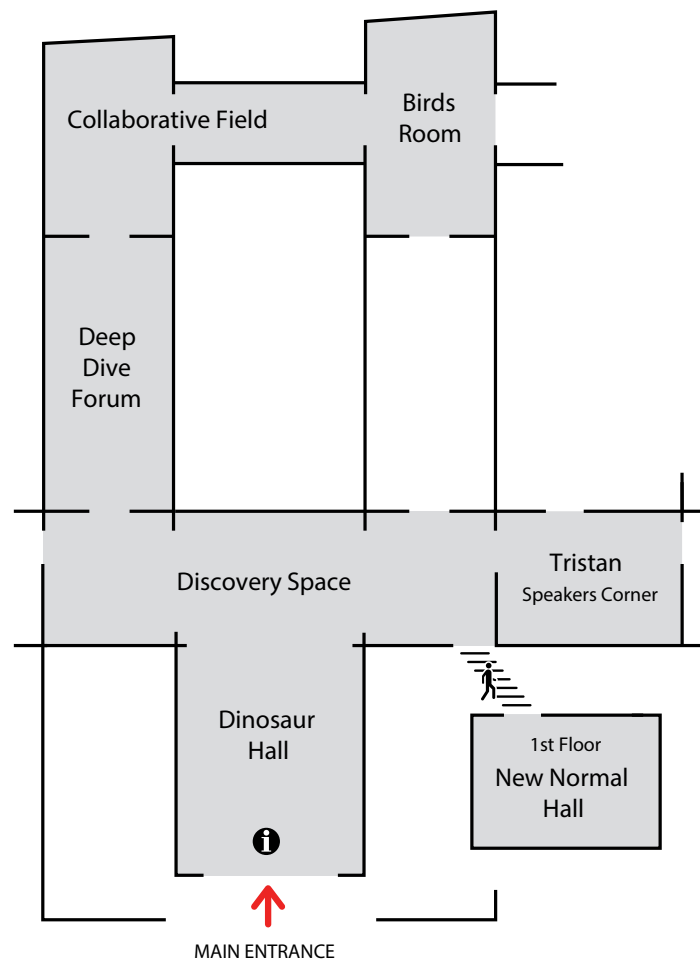 Collaborative Field
Birds
Room
Deep
Dive
Forum
Discovery Space
Tristan
Speakers Corner
Dinosaur
Hall
i
1st Floor
New Normal
Hall
MAIN ENTRANCE